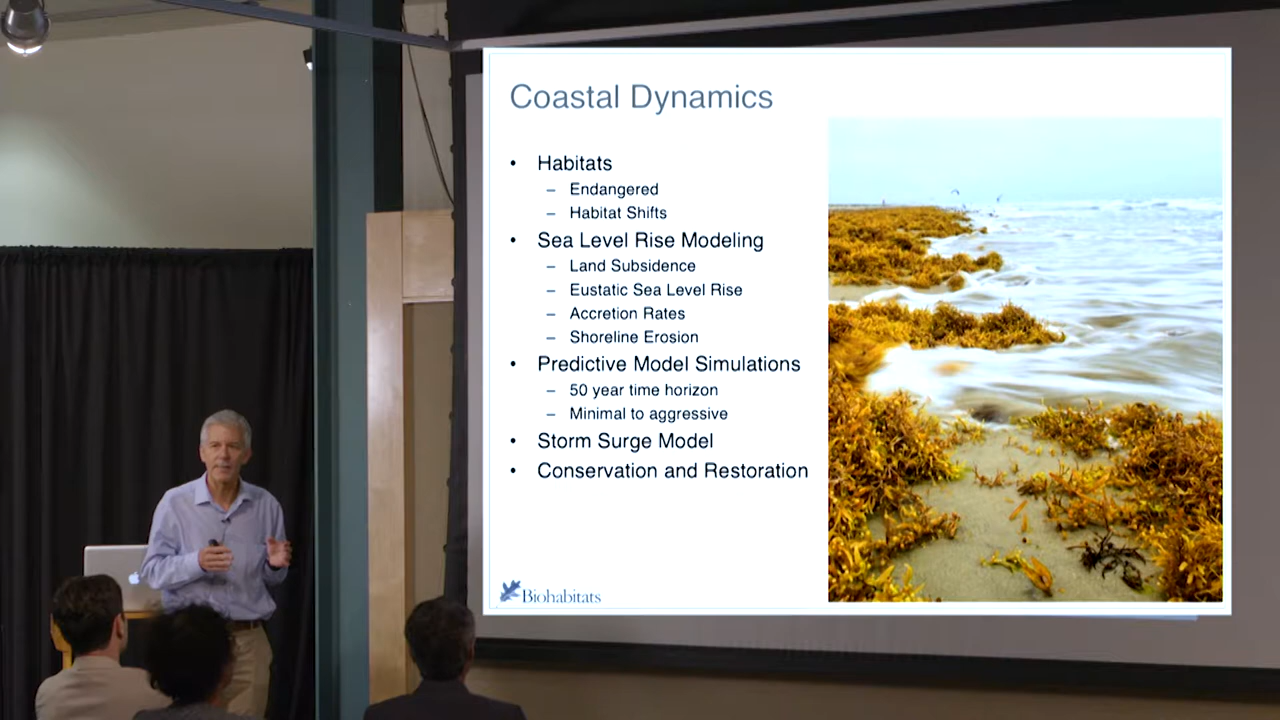 Coastal Dynamics
• Habitats
– Endangered
– Habitat Shifts
• Sea Level Rise Modeling
– Land Subsidence
– Eustatic Sea Level Rise
– Accretion Rates
– Shoreline Erosion
• Predictive Model Simulations
– 50 year time horizon
– Minimal to aggressive
• Storm Surge Model
• Conservation and Restoration
Biohabitats